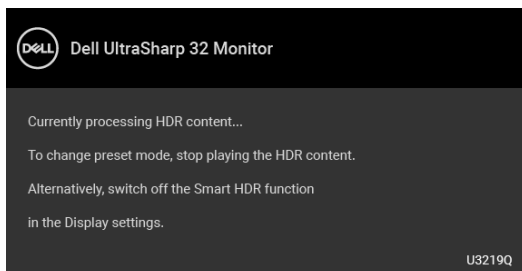 DELL
Dell UltraSharp 32 Monitor
Currently processing HDR content...
To change preset mode, stop playing the HDR content.
Alternatively, switch off the Smart HDR function
in the Display settings.
U3219Q